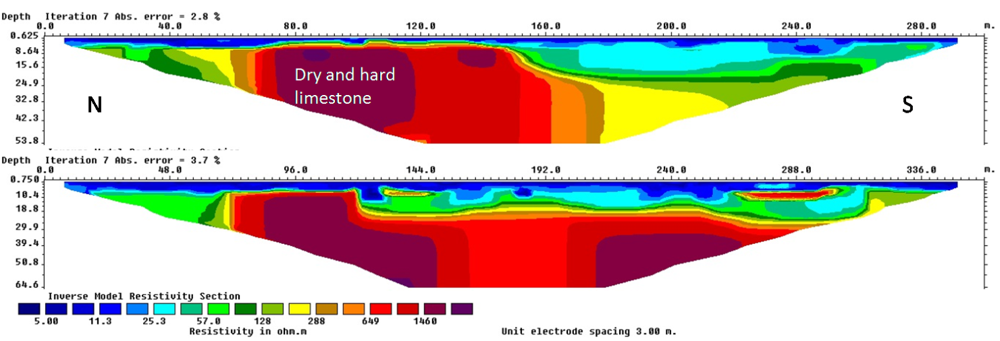 Depth Iteration 7 Abs. error = 2.8 %
0.0 40.0 80.0 120.0 160.0 200.0 240.0 280.0 m.
0.625
8.64
15.6
24.9
32.8
42.3
53.8
Dry and hard
limestone
N
S
Inverse Model Resistivity Section
Depth Iteration 7 Abs. error = 3.7 %
0.0 48.0 96.0 144.0 192.0 240.0 288.0 336.0 m.
0.750
10.4
18.8
29.9
39.4
50.8
64.6
Inverse Model Resistivity Section
5.00 11.3 25.3 57.0 128 288 649 1460
Resistivity in ohm.m
Unit electrode spacing 3.00 m.